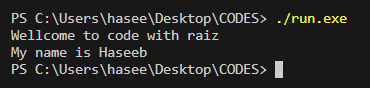 PS C:\Users\hasee\Desktop\CODES> ./run.exe
Wellcome to code with raiz
My name is Haseeb
PS C:\Users\hasee\Desktop\CODES>